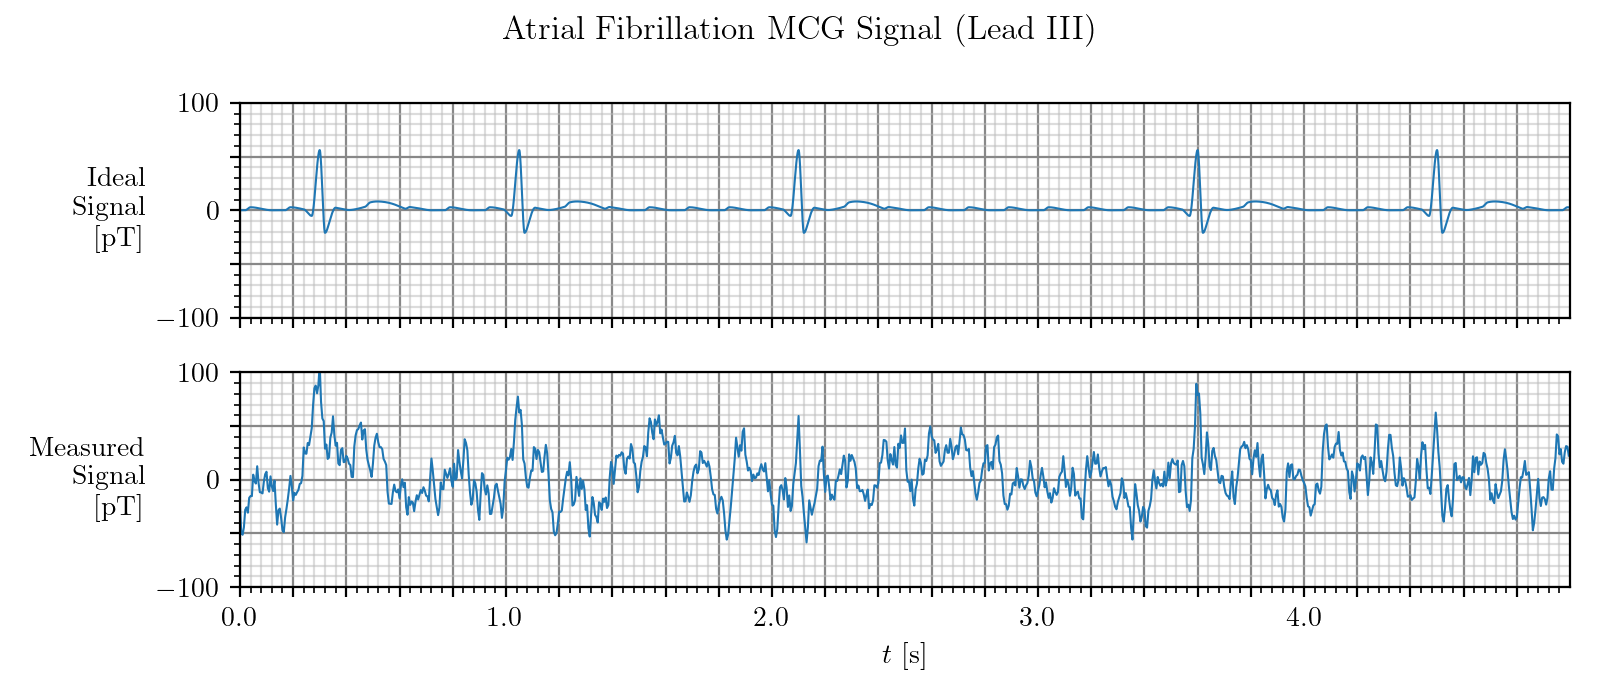 Atrial Fibrillation MCG Signal (Lead III)
100
0
−100
Ideal
Signal
[pT]
100
0
−100
Measured
Signal
[pT]
0.0 1.0 2.0 3.0 4.0
t [s]